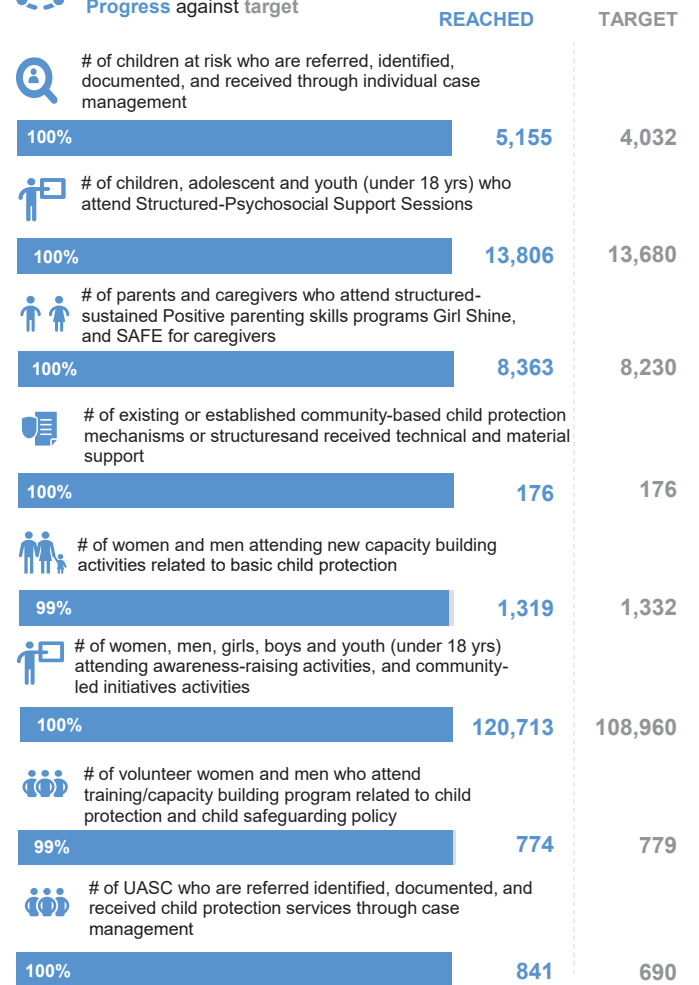 Progress against target
REACHED TARGET
# of children at risk who are referred, identified,
documented, and received through individual case
management
100% 5,155 4,032
# of children, adolescent and youth (under 18 yrs) who
attend Structured-Psychosocial Support Sessions
100% 13,806 13,680
# of parents and caregivers who attend structured-
sustained Positive parenting skills programs Girl Shine,
and SAFE for caregivers
100% 8,363 8,230
# of existing or established community-based child protection
mechanisms or structuresand received technical and material
support
100% 176 176
# of women and men attending new capacity building
activities related to basic child protection
99% 1,319 1,332
# of women, men, girls, boys and youth (under 18 yrs)
attending awareness-raising activities, and community-
led initiatives activities
100% 120,713 108,960
# of volunteer women and men who attend
training/capacity building program related to child
protection and child safeguarding policy
99% 774 779
# of UASC who are referred identified, documented, and
received child protection services through case
management
100% 841 690